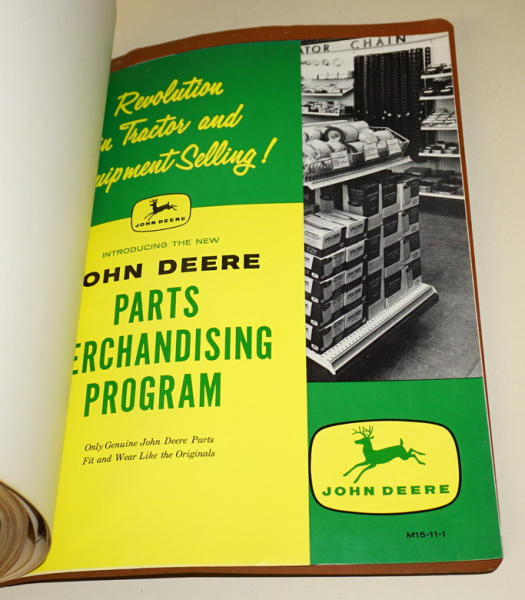 Revolution
in Tractor and
quipment Selling!
JOHN DEERE
INTRODUCING THE NEW
OHN DEERE
PARTS
ERCHANDISING
PROGRAM
Only Genuine John Deere Parts
Fit and Wear Like the Originals
ATOR CHAIN
JOHN DEERE
M15-11-1